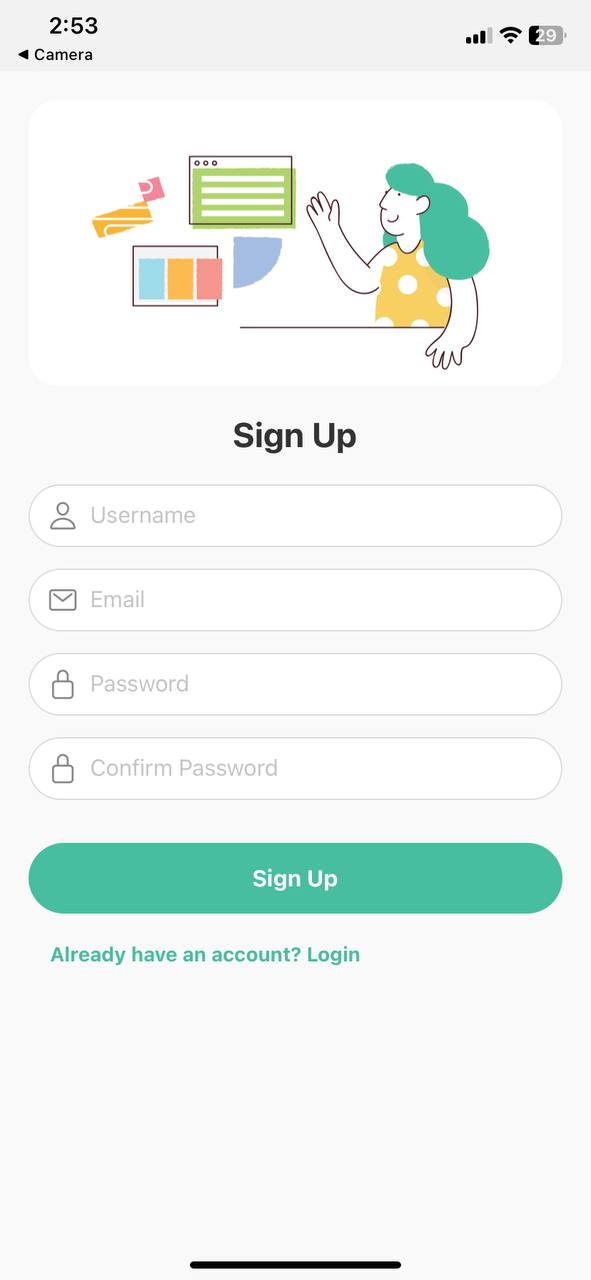 2:53
29
◀ Camera
Sign Up
Username
Email
Password
Confirm Password
Sign Up
Already have an account? Login